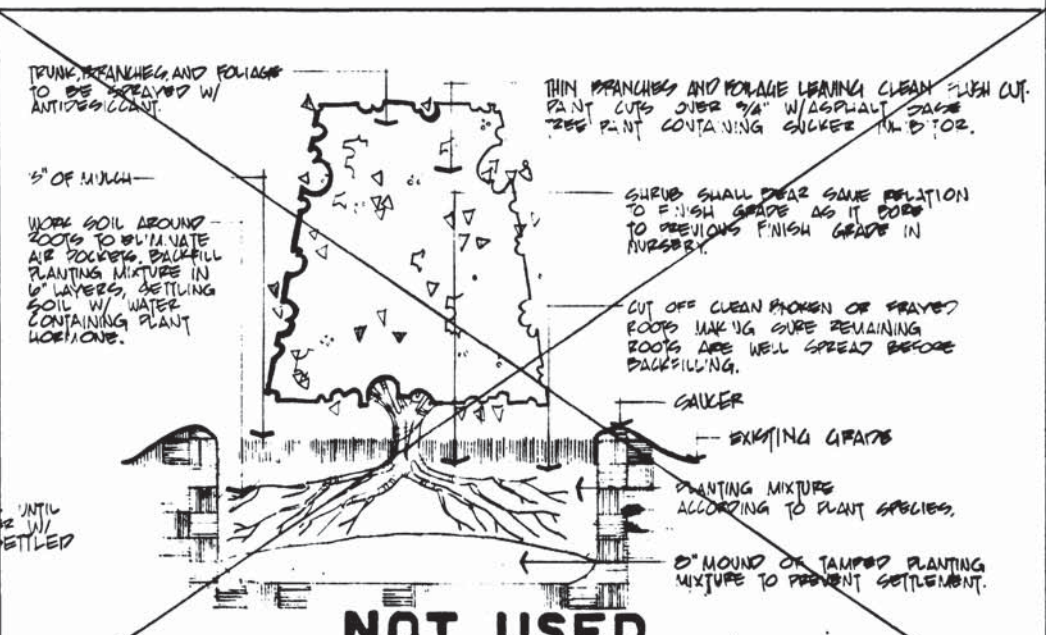 TRUNK, BRANCHES, AND FOLIAGE
TO BE SPRAYED W/
ANTIDESICCANT.
THIN BRANCHES AND FOILAGE LEAVING CLEAN FLUSH CUT.
PAINT CUTS OVER 3/4" W/ASPHALT BASE
TREE PAINT CONTAINING SUCKER INHIBITOR.
OF MULCH
WORK SOIL AROUND
ROOTS TO ELIMINATE
AIR POCKETS. BACKFILL
PLANTING MIXTURE IN
6" LAYERS, SETTLING
SOIL W/ WATER
CONTAINING PLANT
HORMONE.
SHRUB SHALL BEAR SAME RELATION
TO FINISH GRADE AS IT BORE
TO PREVIOUS FINISH GRADE IN
NURSERY.
CUT OFF CLEAN BROKEN OR FRAYED
ROOTS MAKING SURE REMAINING
ROOTS ARE WELL SPREAD BEFORE
BACKFILLING.
SAUCER
EXISTING GRADE
PLANTING MIXTURE
ACCORDING TO PLANT SPECIES.
MOUND OF TAMPED PLANTING
MIXTURE TO PREVENT SETTLEMENT.
UNTIL
W/
SETTLED
NOT USED